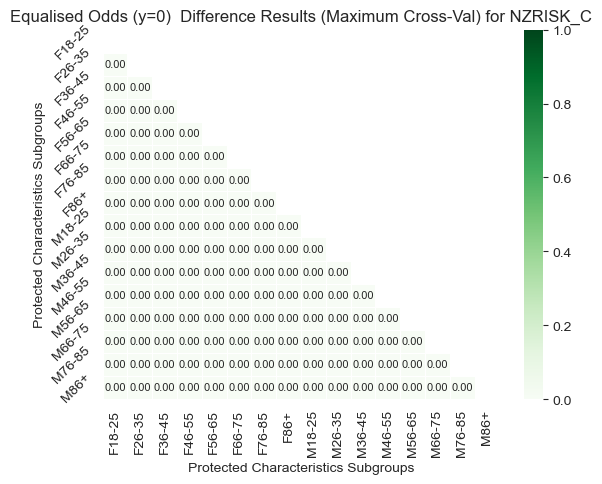 Equalised Odds (y=0)  Difference Results (Maximum Cross-Val) for NZRISK_C
F18-25
F26-35
0.00
F36-45
0.00 0.00
F46-55
0.00 0.00 0.00
F56-65
0.00 0.00 0.00 0.00
F66-75
0.00 0.00 0.00 0.00 0.00
F76-85
0.00 0.00 0.00 0.00 0.00 0.00
F86+
0.00 0.00 0.00 0.00 0.00 0.00 0.00
M18-25
0.00 0.00 0.00 0.00 0.00 0.00 0.00 0.00
M26-35
0.00 0.00 0.00 0.00 0.00 0.00 0.00 0.00 0.00
M36-45
0.00 0.00 0.00 0.00 0.00 0.00 0.00 0.00 0.00 0.00
M46-55
0.00 0.00 0.00 0.00 0.00 0.00 0.00 0.00 0.00 0.00 0.00
M56-65
0.00 0.00 0.00 0.00 0.00 0.00 0.00 0.00 0.00 0.00 0.00 0.00
M66-75
0.00 0.00 0.00 0.00 0.00 0.00 0.00 0.00 0.00 0.00 0.00 0.00 0.00
M76-85
0.00 0.00 0.00 0.00 0.00 0.00 0.00 0.00 0.00 0.00 0.00 0.00 0.00 0.00
M86+
0.00 0.00 0.00 0.00 0.00 0.00 0.00 0.00 0.00 0.00 0.00 0.00 0.00 0.00 0.00
Protected Characteristics Subgroups
F18-25
F26-35
F36-45
F46-55
F56-65
F66-75
F76-85
F86+
M18-25
M26-35
M36-45
M46-55
M56-65
M66-75
M76-85
M86+
Protected Characteristics Subgroups
1.0
0.8
0.6
0.4
0.2
0.0